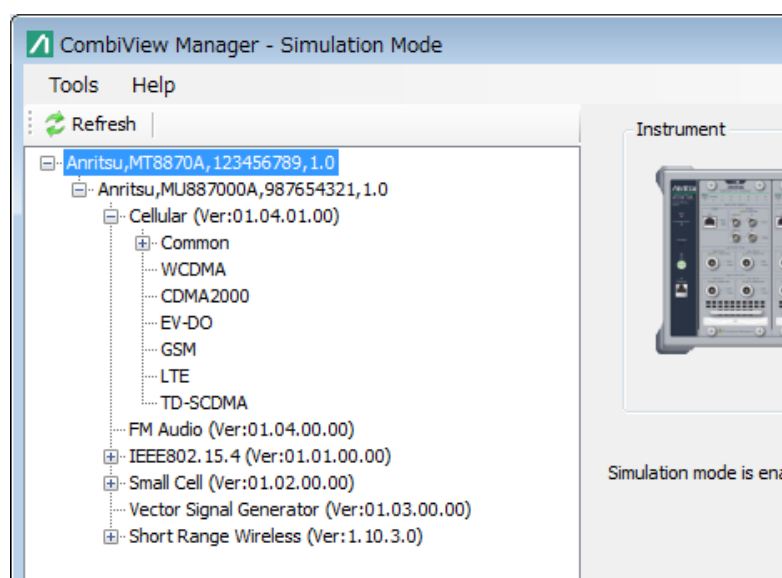 CombiView Manager - Simulation Mode
Tools Help
Refresh
Instrument
Anritsu,MT8870A,123456789,1.0
Anritsu,MU887000A,987654321,1.0
Cellular (Ver:01.04.01.00)
Common
WCDMA
CDMA2000
EV-DO
GSM
LTE
TD-SCDMA
FM Audio (Ver:01.04.00.00)
IEEE802.15.4 (Ver:01.01.00.00)
Small Cell (Ver:01.02.00.00)
Vector Signal Generator (Ver:01.03.00.00)
Short Range Wireless (Ver:1.10.3.0)
Simulation mode is ena